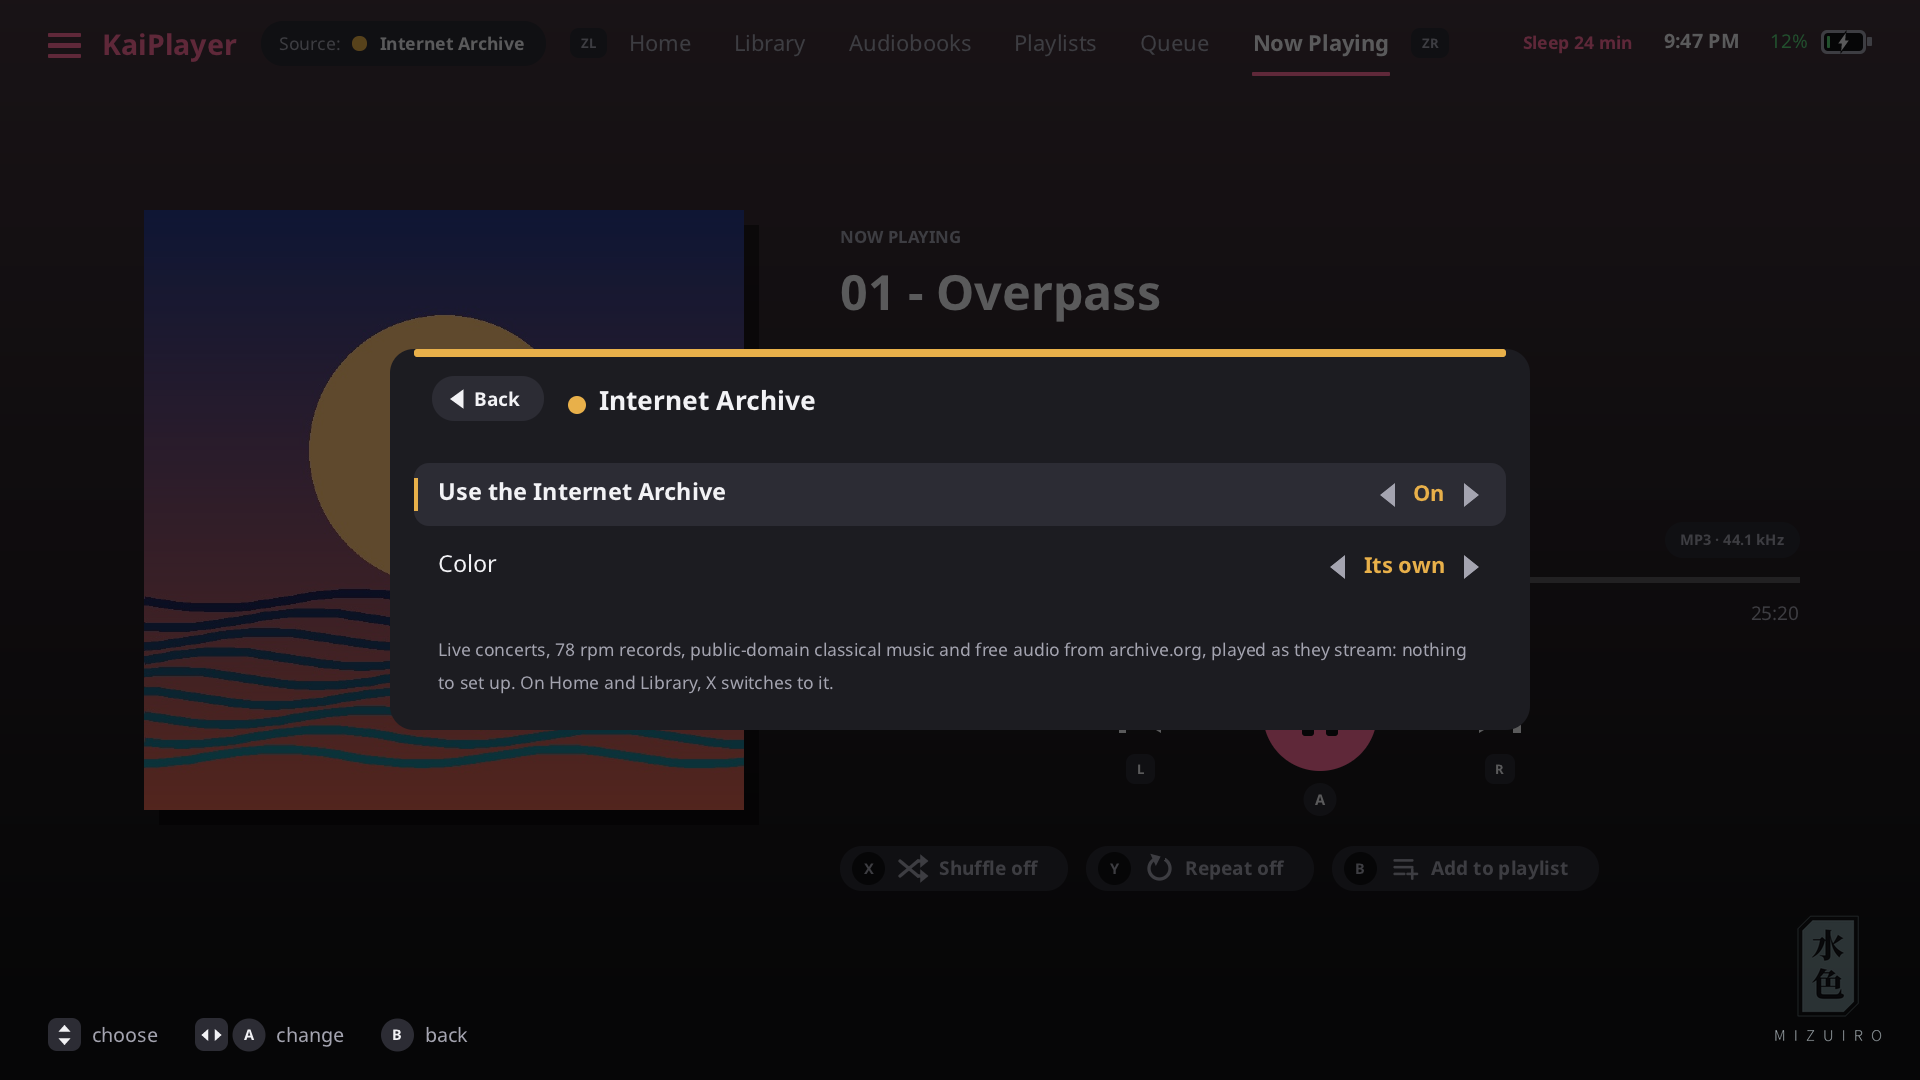 KaiPlayer
Source: Internet Archive
ZL
Home
Library
Audiobooks
Playlists
Queue
Now Playing
ZR
Sleep 24 min
9:47 PM
12%
NOW PLAYING
01 - Overpass
Back
Internet Archive
Use the Internet Archive
On
Color
Its own
MP3 · 44.1 kHz
25:20
Live concerts, 78 rpm records, public-domain classical music and free audio from archive.org, played as they stream: nothing
to set up. On Home and Library, X switches to it.
L
R
A
X Shuffle off
Y Repeat off
B Add to playlist
水
色
MIZUIRO
choose
A change
B back